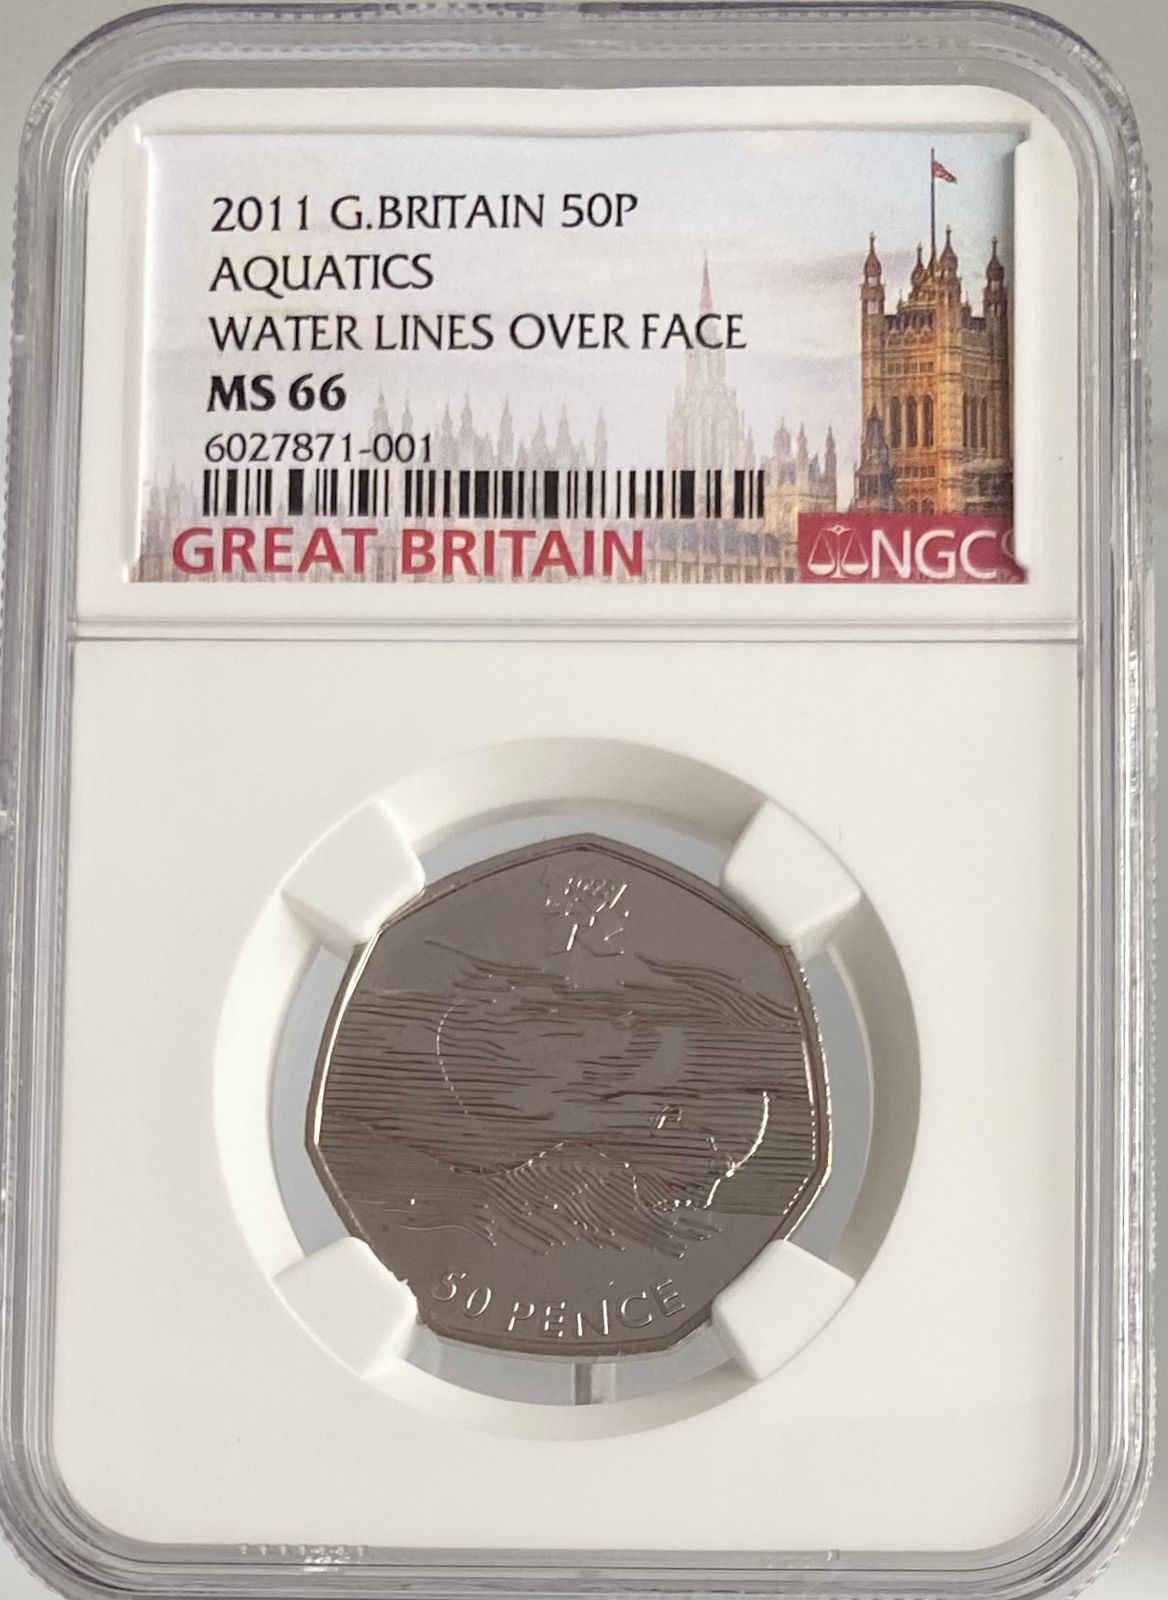 2011 G.BRITAIN 50P
AQUATICS
WATER LINES OVER FACE
MS 66
6027871-001
GREAT BRITAIN
NGC
50 PENCE